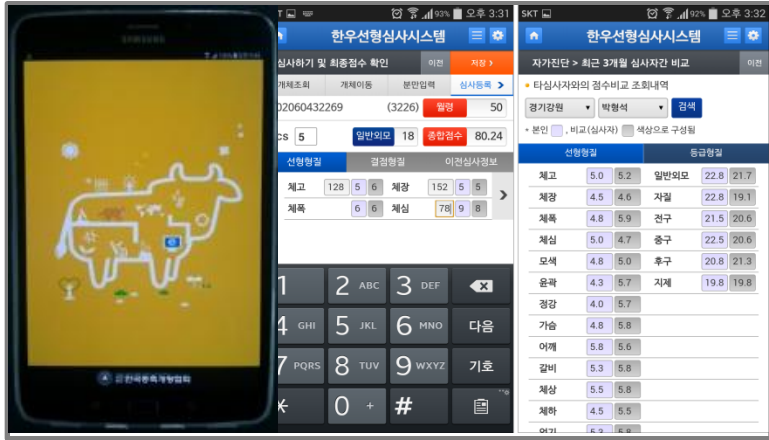 SAMSUNG
한국종축개량협회
93% 오후 3:31
한우선형심사시스템
심사하기 및 최종점수 확인 이전 저장 >
개체조회 개체이동 분만입력 심사등록 >
02060432269 (3226) 월령 50
cs 5 일반외모 18 종합점수 80.24
선형형질 결점형질 이전심사정보
체고 128 5 6 체장 152 5 5
체폭 6 6 체심 78 9 8
1 2 ABC 3 DEF
4 GHI 5 JKL 6 MNO 다음
7 PQRS 8 TUV 9 WXYZ 기호
* 0 + #
SKT 92% 오후 3:32
한우선형심사시스템
자가진단 > 최근 3개월 심사자간 비교 이전
타심사자와의 점수비교 조회내역
경기강원 박형석 검색
* 본인 , 비교(심사자) 색상으로 구성됨
선형형질 등급형질
체고 5.0 5.2 일반외모 22.8 21.7
체장 4.5 4.6 자질 22.8 19.1
체폭 4.8 5.9 전구 21.5 20.6
체심 5.0 4.7 중구 22.5 20.6
모색 4.8 5.0 후구 20.8 21.3
윤곽 4.3 5.7 지제 19.8 19.8
정강 4.0 5.7
가슴 4.8 5.8
어깨 5.8 5.6
갈비 5.3 5.8
체상 5.5 5.8
체하 4.5 5.5
5.3 5.8